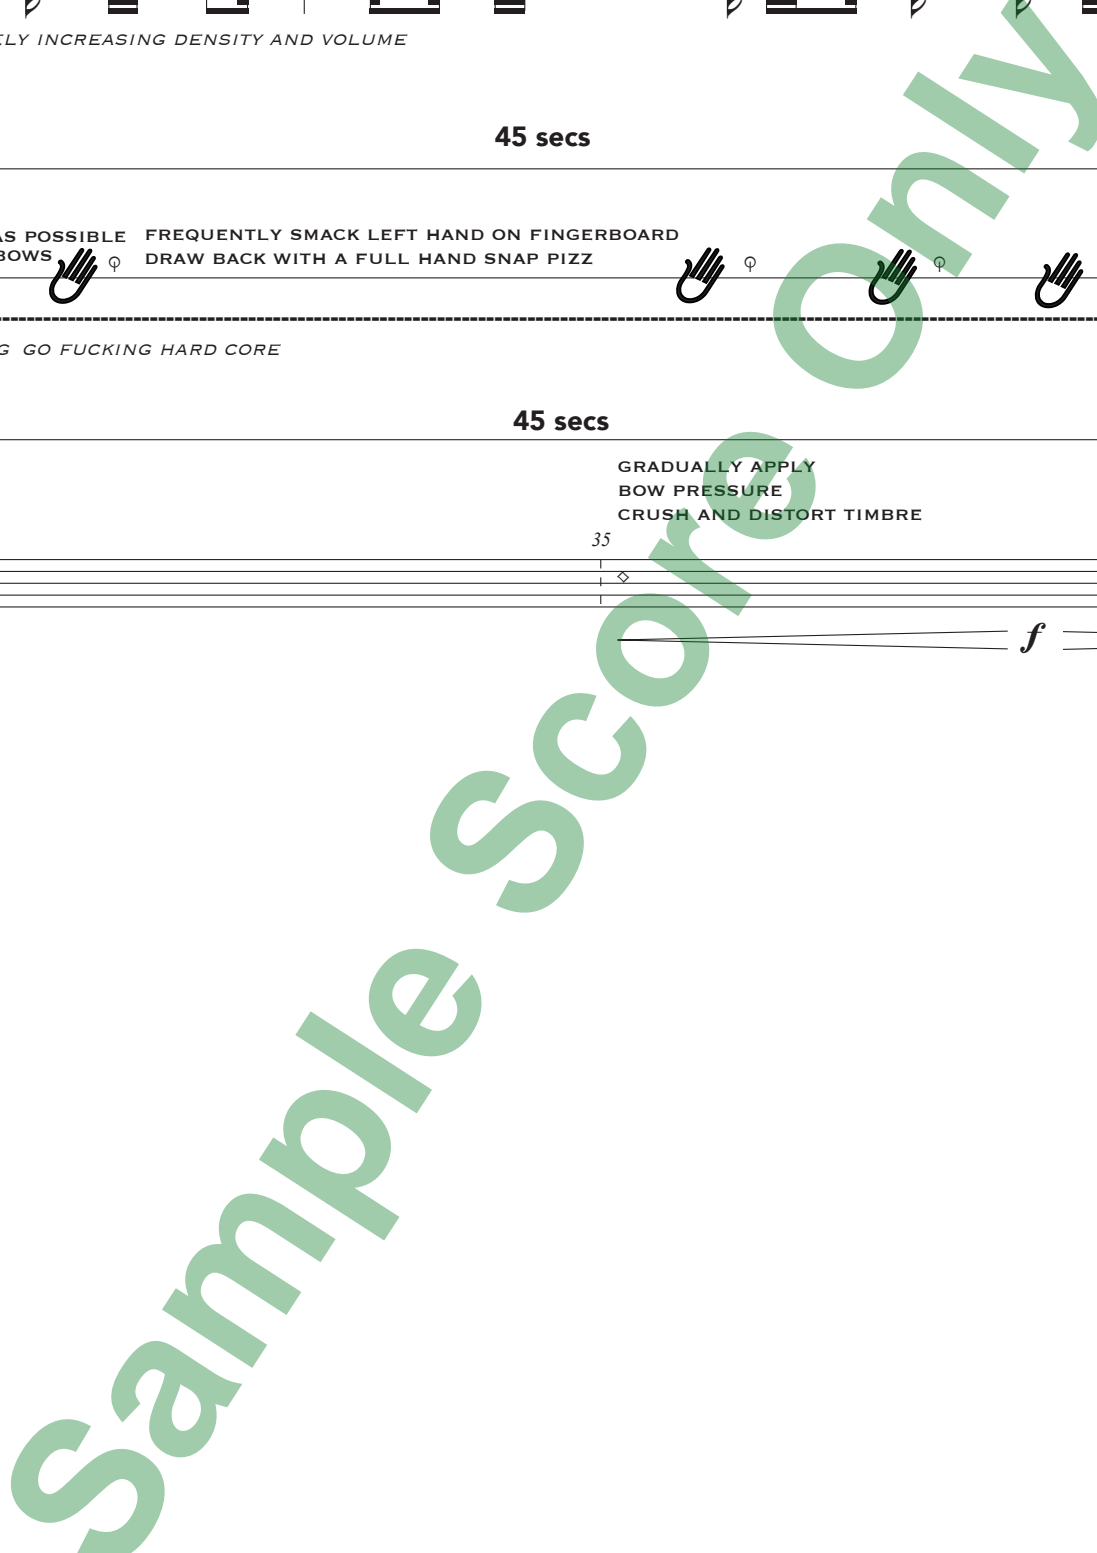 ELY INCREASING DENSITY AND VOLUME
45 secs
AS POSSIBLE
BOWS
FREQUENTLY SMACK LEFT HAND ON FINGERBOARD
DRAW BACK WITH A FULL HAND SNAP PIZZ
G GO FUCKING HARD CORE
45 secs
GRADUALLY APPLY
BOW PRESSURE
CRUSH AND DISTORT TIMBRE
35
f
Sample Score Only